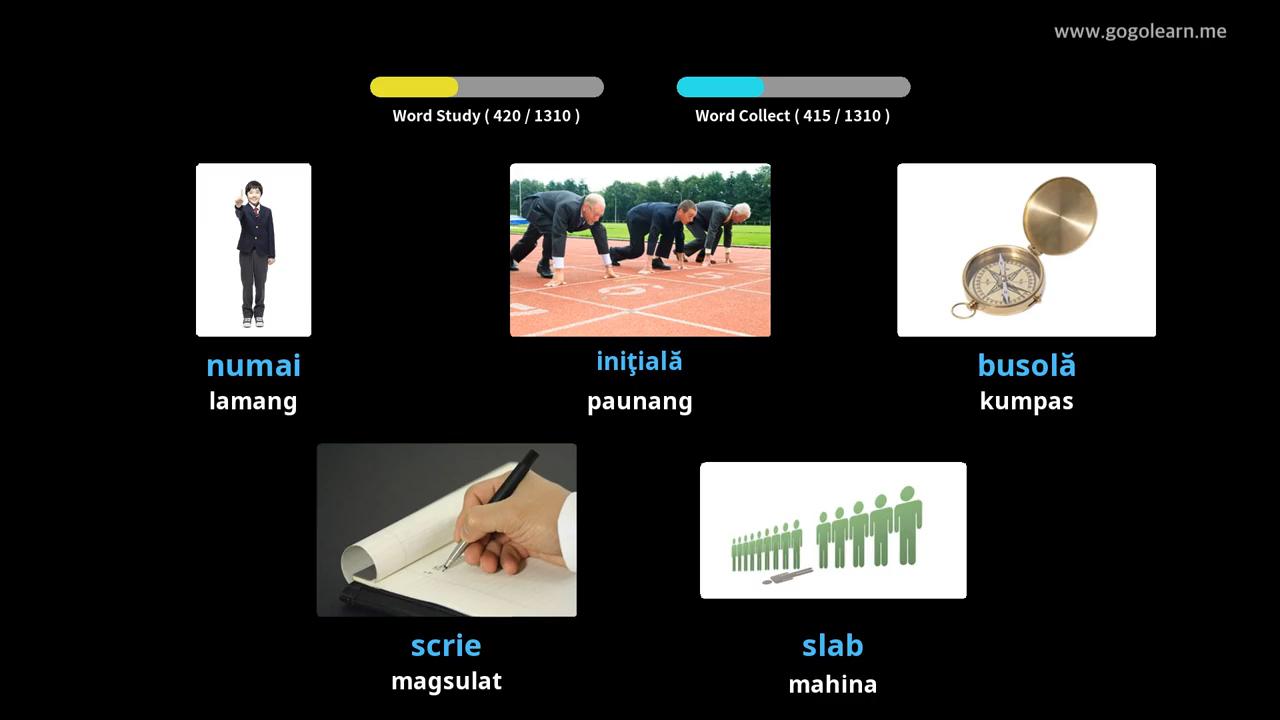 www.gogolearn.me
Word Study ( 420 / 1310 )
Word Collect ( 415 / 1310 )
numai
lamang
iniţială
paunang
busolă
kumpas
scrie
magsulat
slab
mahina